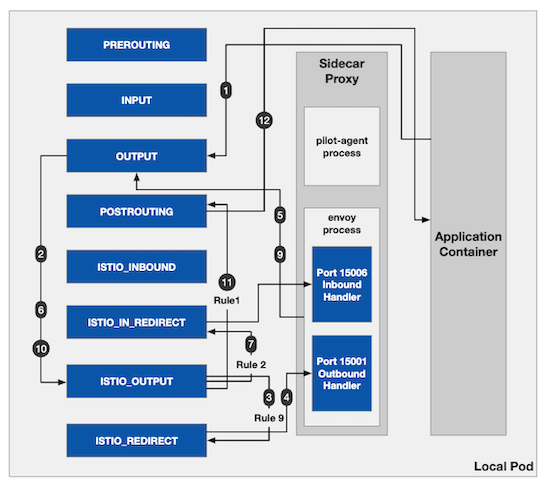 PREROUTING
INPUT
OUTPUT
POSTROUTING
ISTIO_INBOUND
ISTIO_IN_REDIRECT
ISTIO_OUTPUT
ISTIO_REDIRECT
1
12
2
6
10
5
9
11
Rule1
7
Rule 2
3
4
Rule 9
Sidecar
Proxy
pilot-agent
process
envoy
process
Port 15006
Inbound
Handler
Port 15001
Outbound
Handler
Application
Container
Local Pod